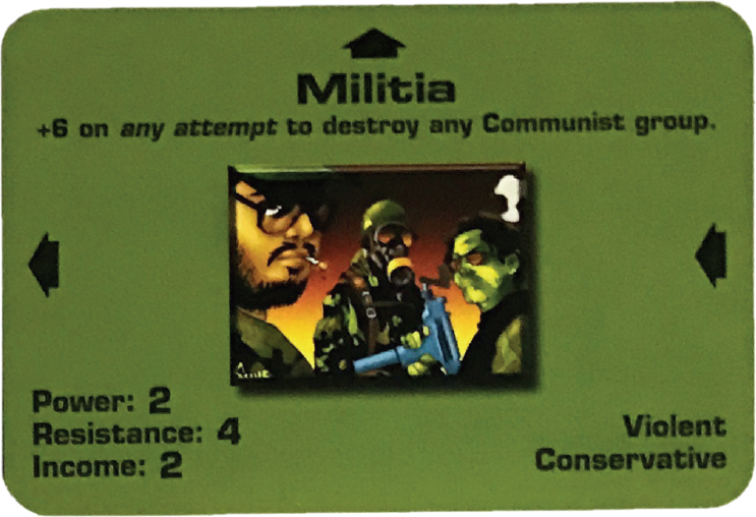 Militia
+6 on any attempt to destroy any Communist group.
Power: 2
Resistance: 4
Income: 2
Violent
Conservative